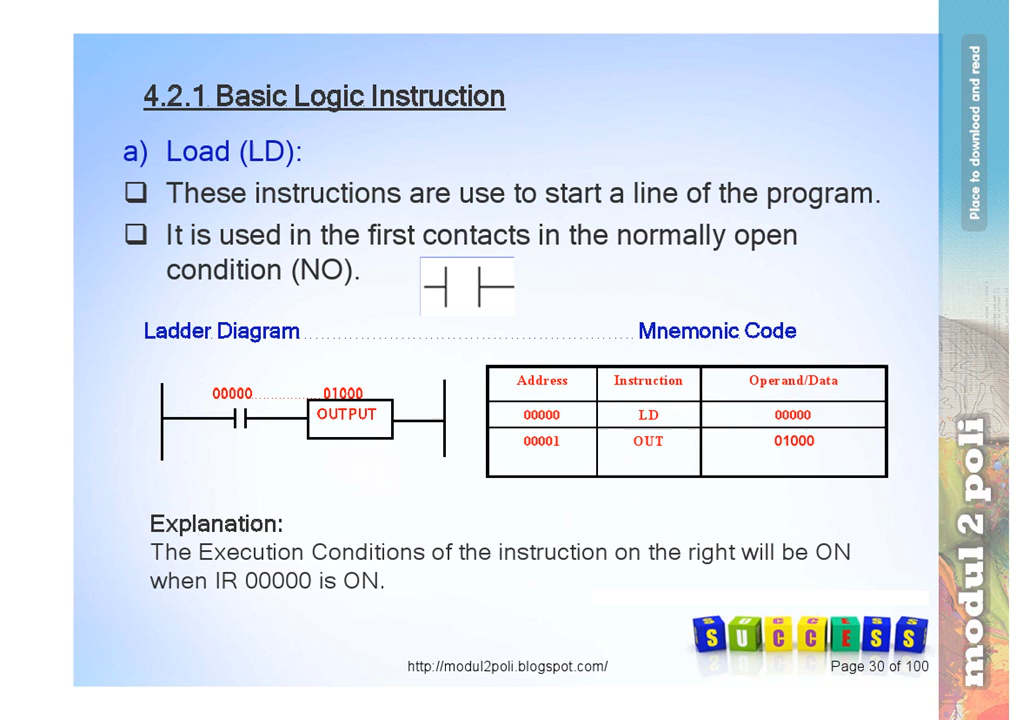 4.2.1 Basic Logic Instruction
a) Load (LD):
❑ These instructions are use to start a line of the program.
❑ It is used in the first contacts in the normally open
condition (NO).
Ladder Diagram......................................................... Mnemonic Code
00000....................01000
OUTPUT
Address Instruction Operand/Data
00000 LD 00000
00001 OUT 01000
Explanation:
The Execution Conditions of the instruction on the right will be ON
when IR 00000 is ON.
SUCCESS
http://modul2poli.blogspot.com/
Page 30 of 100
Place to download and read
modul 2 poli